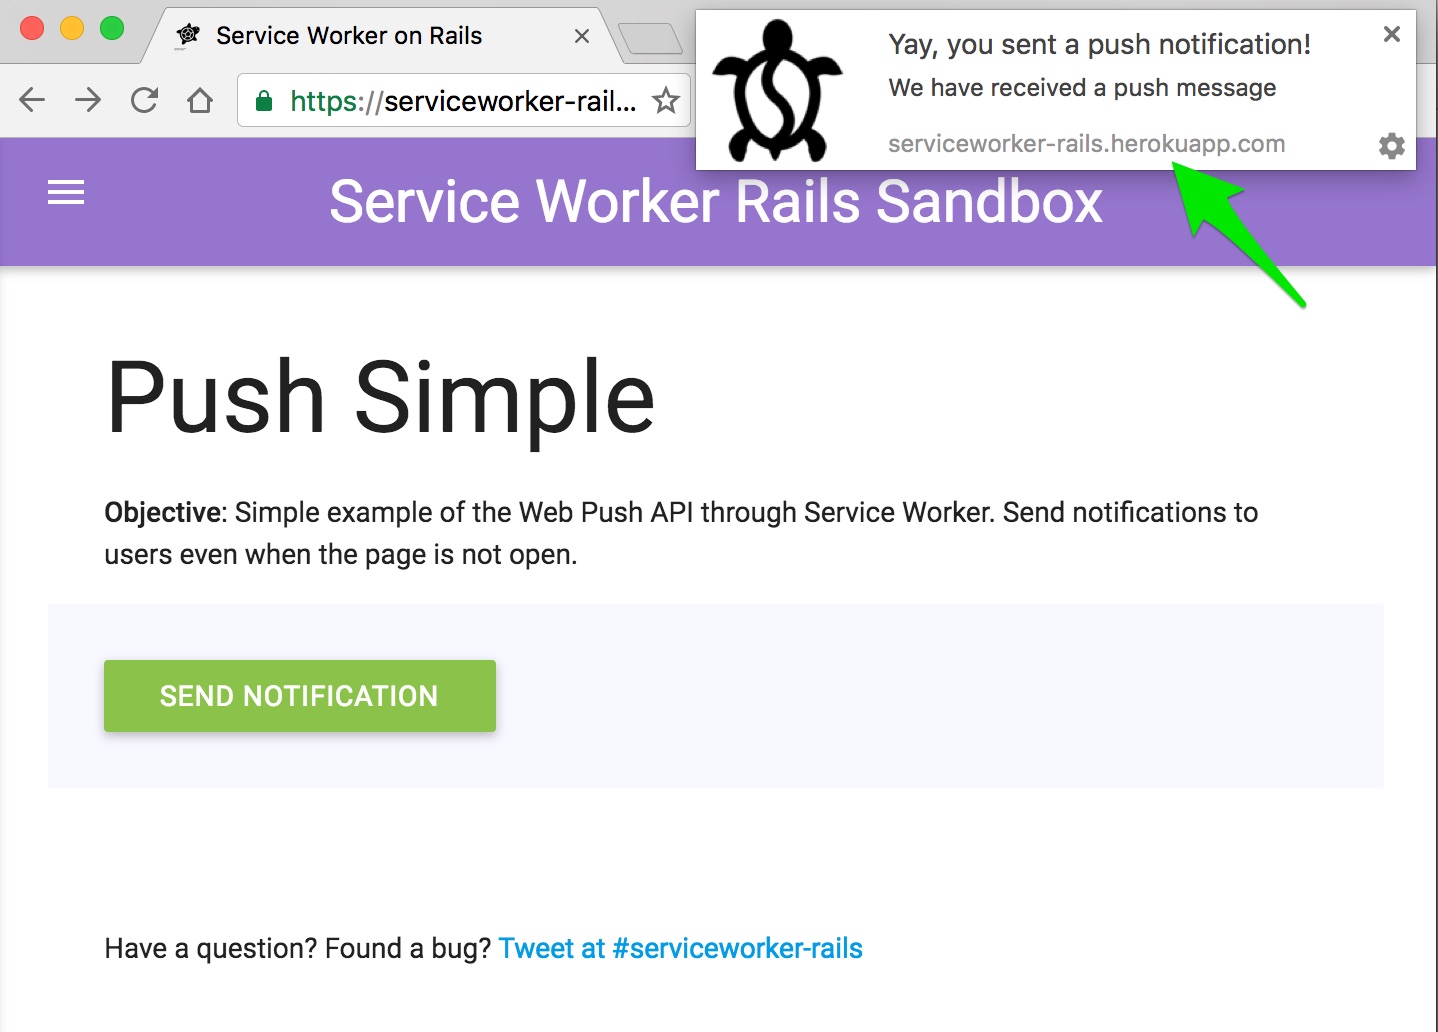 Service Worker on Rails
https://serviceworker-rail...
Yay, you sent a push notification!
We have received a push message
serviceworker-rails.herokuapp.com
Service Worker Rails Sandbox
Push Simple
Objective: Simple example of the Web Push API through Service Worker. Send notifications to
users even when the page is not open.
SEND NOTIFICATION
Have a question? Found a bug? Tweet at #serviceworker-rails